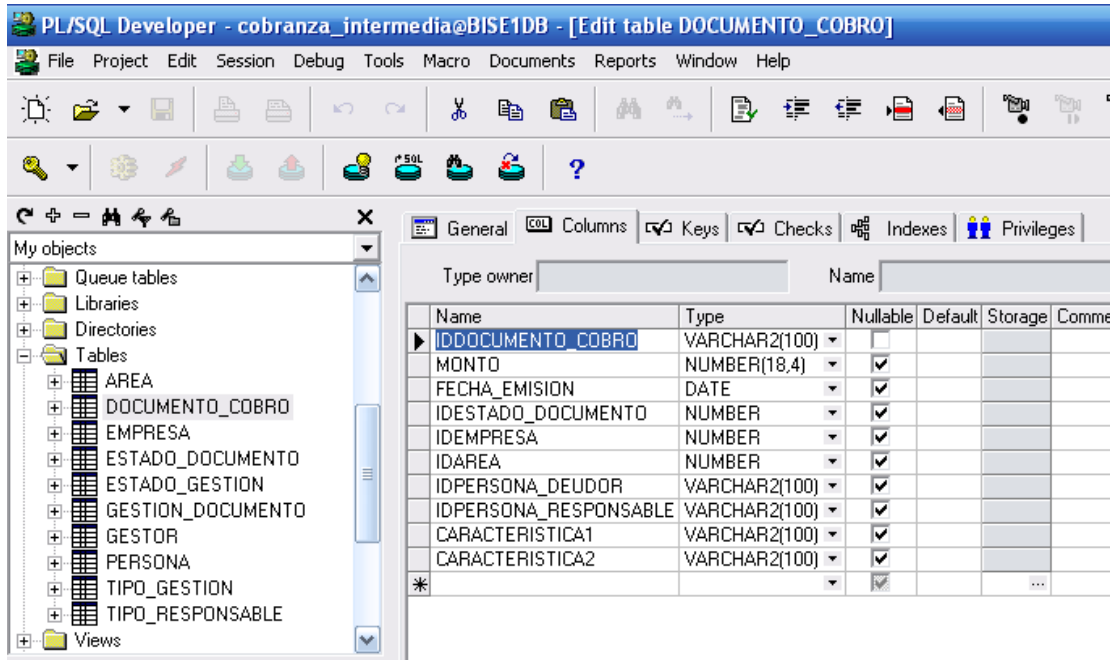 PL/SQL Developer - cobranza_intermedia@BISE1DB - [Edit table DOCUMENTO_COBRO]
File Project Edit Session Debug Tools Macro Documents Reports Window Help
SQL
?
My objects
Queue tables
Libraries
Directories
Tables
AREA
DOCUMENTO_COBRO
EMPRESA
ESTADO_DOCUMENTO
ESTADO_GESTION
GESTION_DOCUMENTO
GESTOR
PERSONA
TIPO_GESTION
TIPO_RESPONSABLE
Views
General COL Columns Keys Checks Indexes Privileges
Type owner Name
Name Type Nullable Default Storage Comme
IDDOCUMENTO_COBRO VARCHAR2(100)
MONTO NUMBER(18,4)
FECHA_EMISION DATE
IDESTADO_DOCUMENTO NUMBER
IDEMPRESA NUMBER
IDAREA NUMBER
IDPERSONA_DEUDOR VARCHAR2(100)
IDPERSONA_RESPONSABLE VARCHAR2(100)
CARACTERISTICA1 VARCHAR2(100)
CARACTERISTICA2 VARCHAR2(100)
* ...